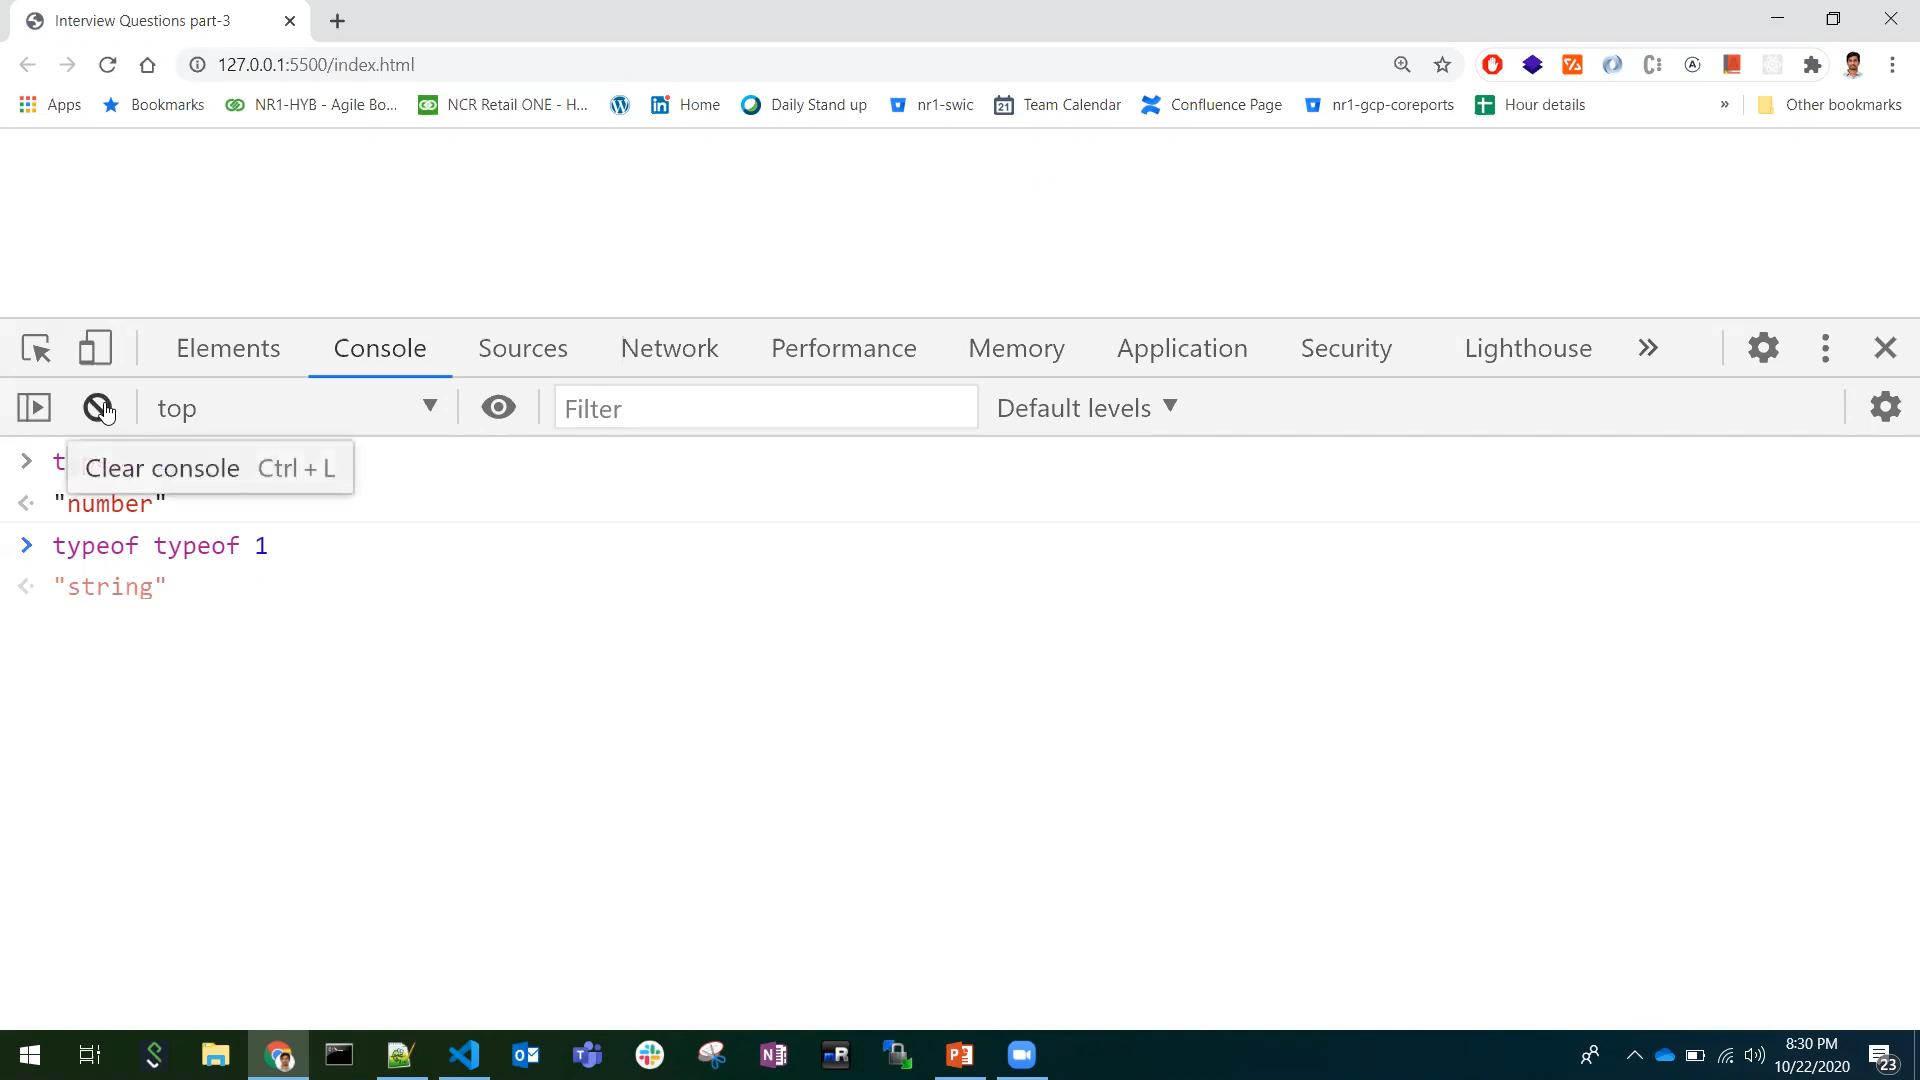 Interview Questions part-3
127.0.0.1:5500/index.html
Apps Bookmarks NR1-HYB - Agile Bo... NCR Retail ONE - H... Home Daily Stand up nr1-swic Team Calendar Confluence Page nr1-gcp-coreports Hour details » Other bookmarks
Elements Console Sources Network Performance Memory Application Security Lighthouse
top Filter Default levels
Clear console Ctrl + L
"number"
typeof typeof 1
"string"
8:30 PM
10/22/2020
23